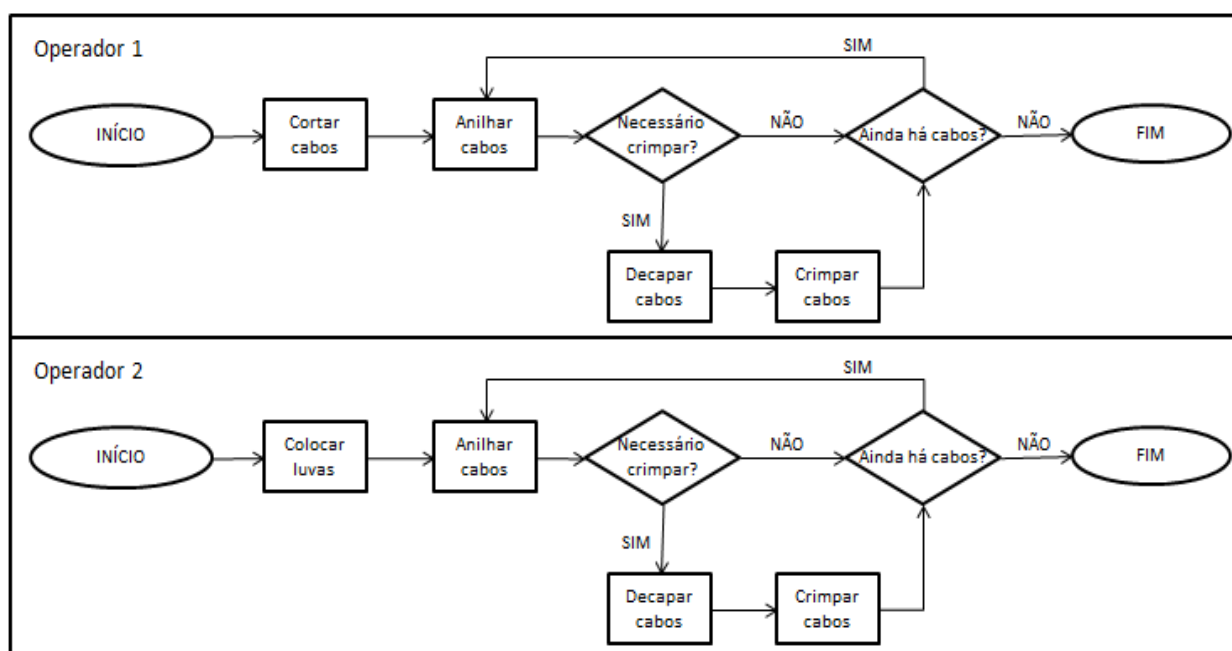 Operador 1
SIM
INÍCIO
Cortar
cabos
Anilhar
cabos
Necessário
crimpar?
NÃO
Ainda há cabos?
NÃO
FIM
SIM
Decapar
cabos
Crimpar
cabos
Operador 2
SIM
INÍCIO
Colocar
luvas
Anilhar
cabos
Necessário
crimpar?
NÃO
Ainda há cabos?
NÃO
FIM
SIM
Decapar
cabos
Crimpar
cabos